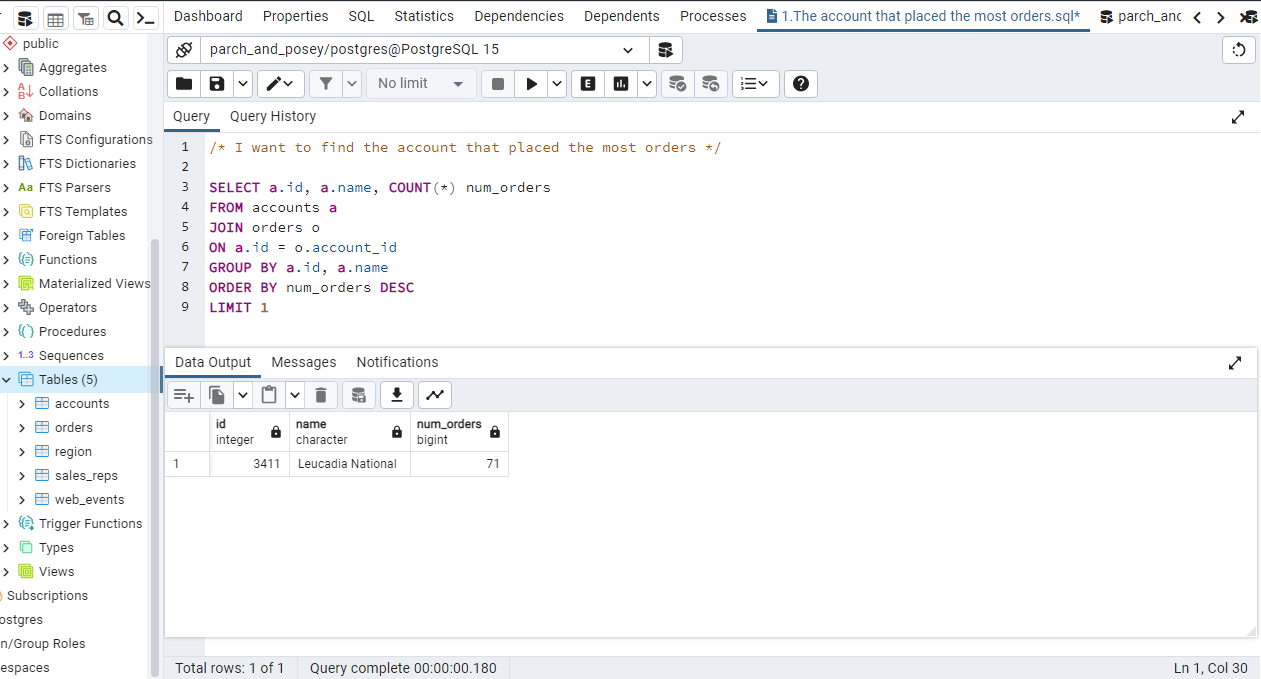 Dashboard Properties SQL Statistics Dependencies Dependents Processes 1.The account that placed the most orders.sql* parch_and
public
Aggregates
Collations
Domains
FTS Configurations
FTS Dictionaries
Aa FTS Parsers
FTS Templates
Foreign Tables
Functions
Materialized Views
Operators
Procedures
1..3 Sequences
Tables (5)
accounts
orders
region
sales_reps
web_events
Trigger Functions
Types
Views
Subscriptions
ostgres
n/Group Roles
espaces
parch_and_posey/postgres@PostgreSQL 15
No limit E
Query Query History
1 /* I want to find the account that placed the most orders */
2
3 SELECT a.id, a.name, COUNT(*) num_orders
4 FROM accounts a
5 JOIN orders o
6 ON a.id = o.account_id
7 GROUP BY a.id, a.name
8 ORDER BY num_orders DESC
9 LIMIT 1
Data Output Messages Notifications
id name num_orders
integer character bigint
1 3411 Leucadia National 71
Total rows: 1 of 1 Query complete 00:00:00.180 Ln 1, Col 30